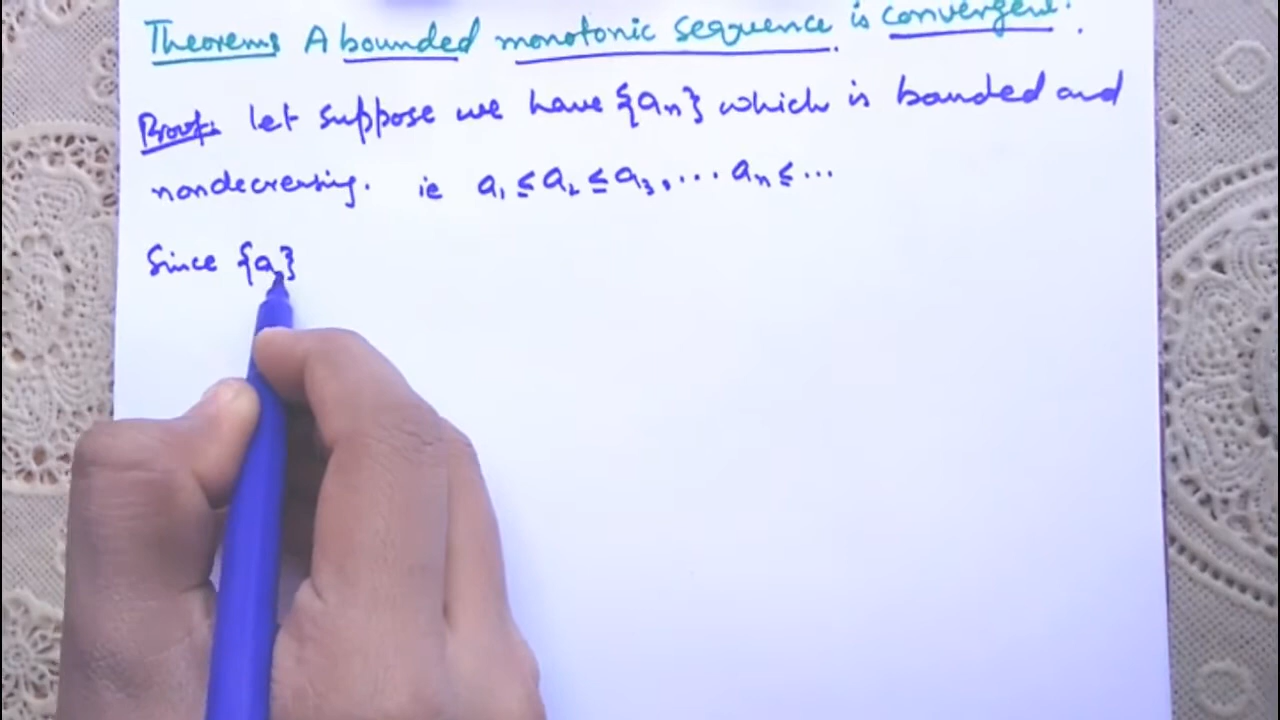 Theorem: A bounded monotonic sequence is convergent.
Proof: let suppose we have {aₙ} which is bounded and
nondecreasing. ie a₁ ≤ a₂ ≤ a₃, ... aₙ ≤ ...
Since {aₙ}